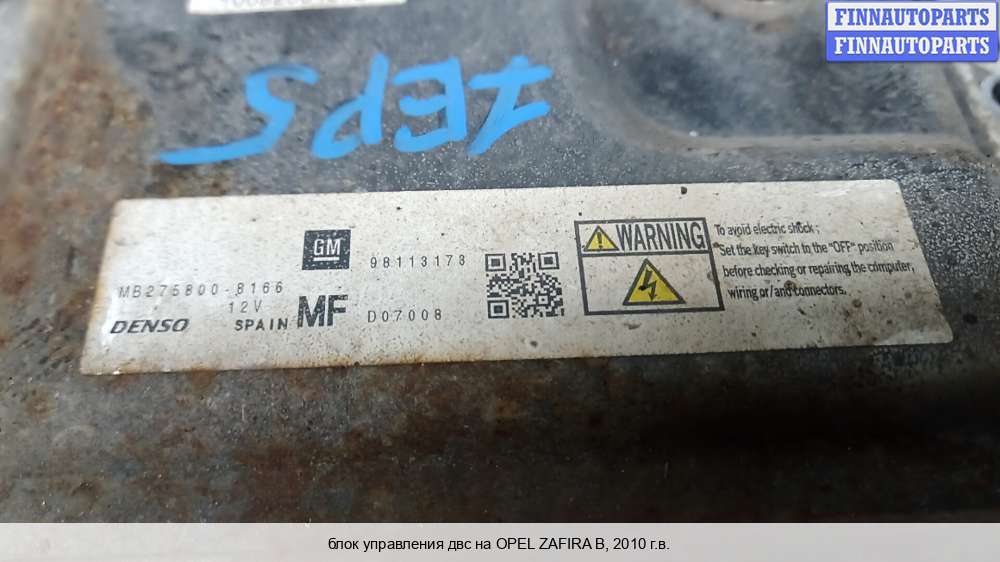 FINNAUTOPARTS
FINNAUTOPARTS
1EPS
GM
98113173
MB275800-8166
12V
DENSO
SPAIN
MF
D07008
WARNING
To avoid electric shock ;
Set the key switch to the "OFF" position
before checking or repairing the computer,
wiring or/and connectors.
блок управления двс на OPEL ZAFIRA B, 2010 г.в.